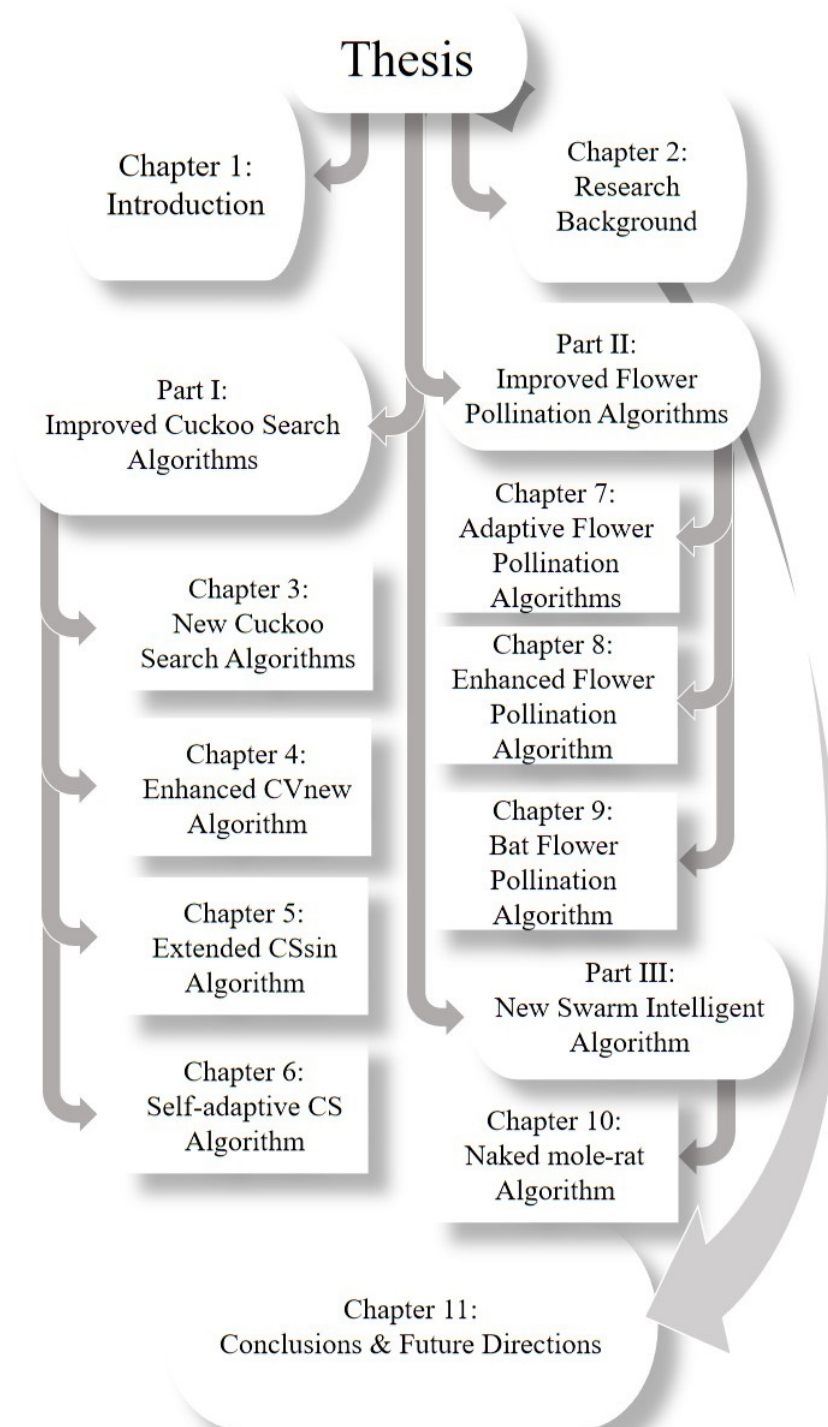 Thesis
Chapter 1:
Introduction
Chapter 2:
Research
Background
Part I:
Improved Cuckoo Search
Algorithms
Chapter 3:
New Cuckoo
Search Algorithms
Chapter 4:
Enhanced CVnew
Algorithm
Chapter 5:
Extended CSsin
Algorithm
Chapter 6:
Self-adaptive CS
Algorithm
Part II:
Improved Flower
Pollination Algorithms
Chapter 7:
Adaptive Flower
Pollination
Algorithms
Chapter 8:
Enhanced Flower
Pollination
Algorithm
Chapter 9:
Bat Flower
Pollination
Algorithm
Part III:
New Swarm Intelligent
Algorithm
Chapter 10:
Naked mole-rat
Algorithm
Chapter 11:
Conclusions & Future Directions